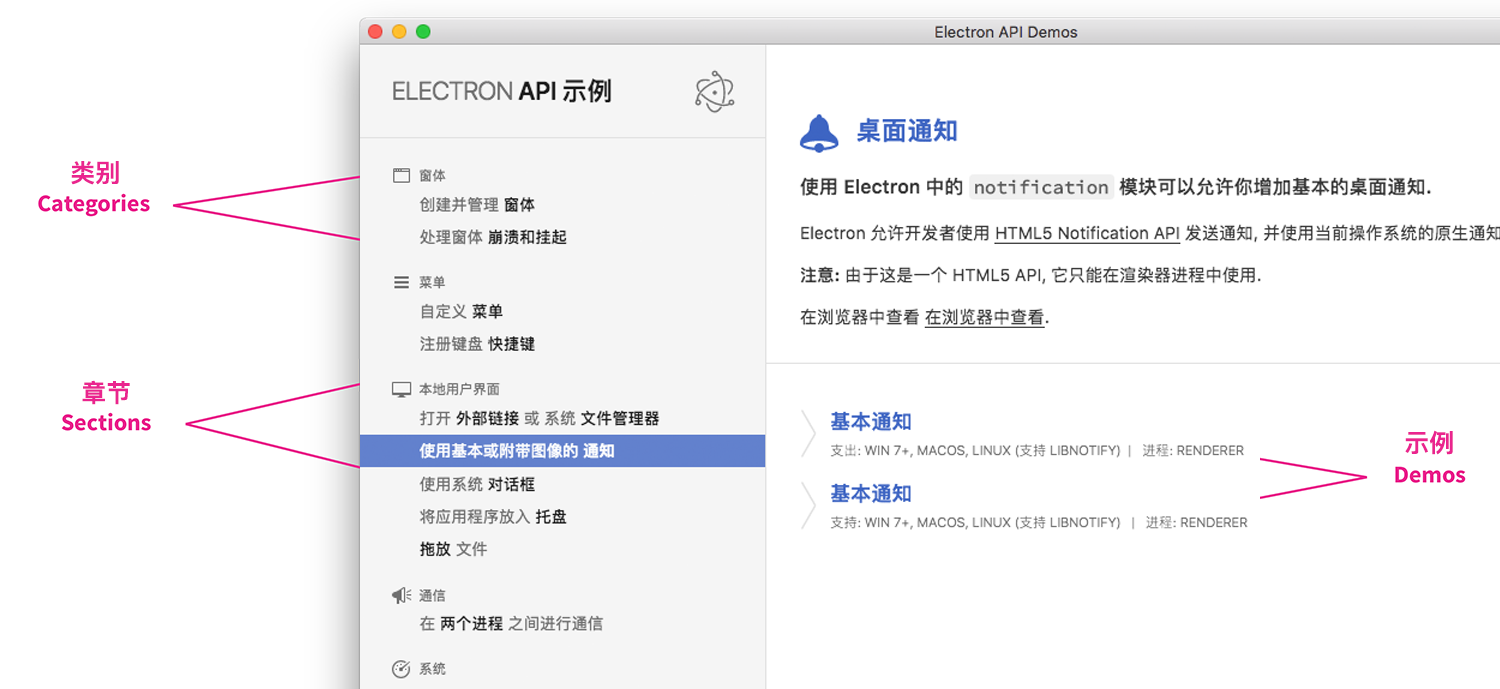 Electron API Demos
ELECTRON API 示例
类别
Categories
窗体
创建并管理 窗体
处理窗体 崩溃和挂起
菜单
自定义 菜单
注册键盘 快捷键
章节
Sections
本地用户界面
打开 外部链接 或 系统 文件管理器
使用基本或附带图像的 通知
使用系统 对话框
将应用程序放入 托盘
拖放 文件
通信
在 两个进程 之间进行通信
系统
桌面通知
使用 Electron 中的 notification 模块可以允许你增加基本的桌面通知.
Electron 允许开发者使用 HTML5 Notification API 发送通知, 并使用当前操作系统的原生通知
注意: 由于这是一个 HTML5 API, 它只能在渲染器进程中使用.
在浏览器中查看 在浏览器中查看.
基本通知
支出: WIN 7+, MACOS, LINUX (支持 LIBNOTIFY) | 进程: RENDERER
基本通知
支持: WIN 7+, MACOS, LINUX (支持 LIBNOTIFY) | 进程: RENDERER
示例
Demos